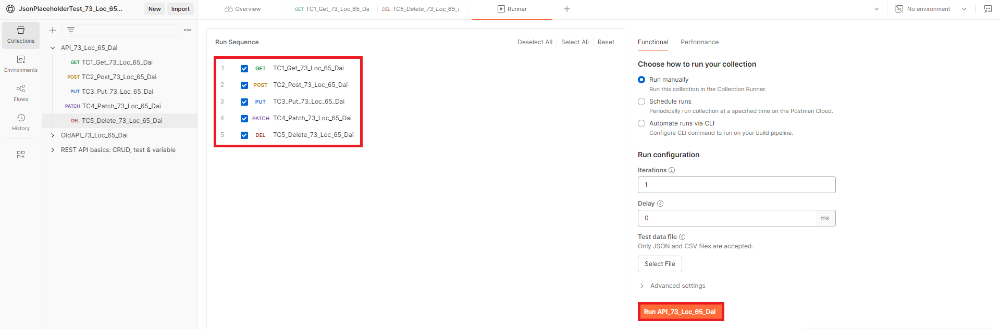 JsonPlaceholderTest_73_Loc_65...
New
Import
Overview
GET TC1_Get_73_Loc_65_Da
DEL TC5_Delete_73_Loc_65_
Runner
No environment
Collections
Environments
Flows
History
API_73_Loc_65_Dai
GET TC1_Get_73_Loc_65_Dai
POST TC2_Post_73_Loc_65_Dai
PUT TC3_Put_73_Loc_65_Dai
PATCH TC4_Patch_73_Loc_65_Dai
DEL TC5_Delete_73_Loc_65_Dai
OldAPI_73_Loc_65_Dai
REST API basics: CRUD, test & variable
Run Sequence
Deselect All
Select All
Reset
1 GET TC1_Get_73_Loc_65_Dai
2 POST TC2_Post_73_Loc_65_Dai
3 PUT TC3_Put_73_Loc_65_Dai
4 PATCH TC4_Patch_73_Loc_65_Dai
5 DEL TC5_Delete_73_Loc_65_Dai
Functional
Performance
Choose how to run your collection
Run manually
Run this collection in the Collection Runner.
Schedule runs
Periodically run collection at a specified time on the Postman Cloud.
Automate runs via CLI
Configure CLI command to run on your build pipeline.
Run configuration
Iterations
1
Delay
0 ms
Test data file
Only JSON and CSV files are accepted.
Select File
Advanced settings
Run API_73_Loc_65_Dai